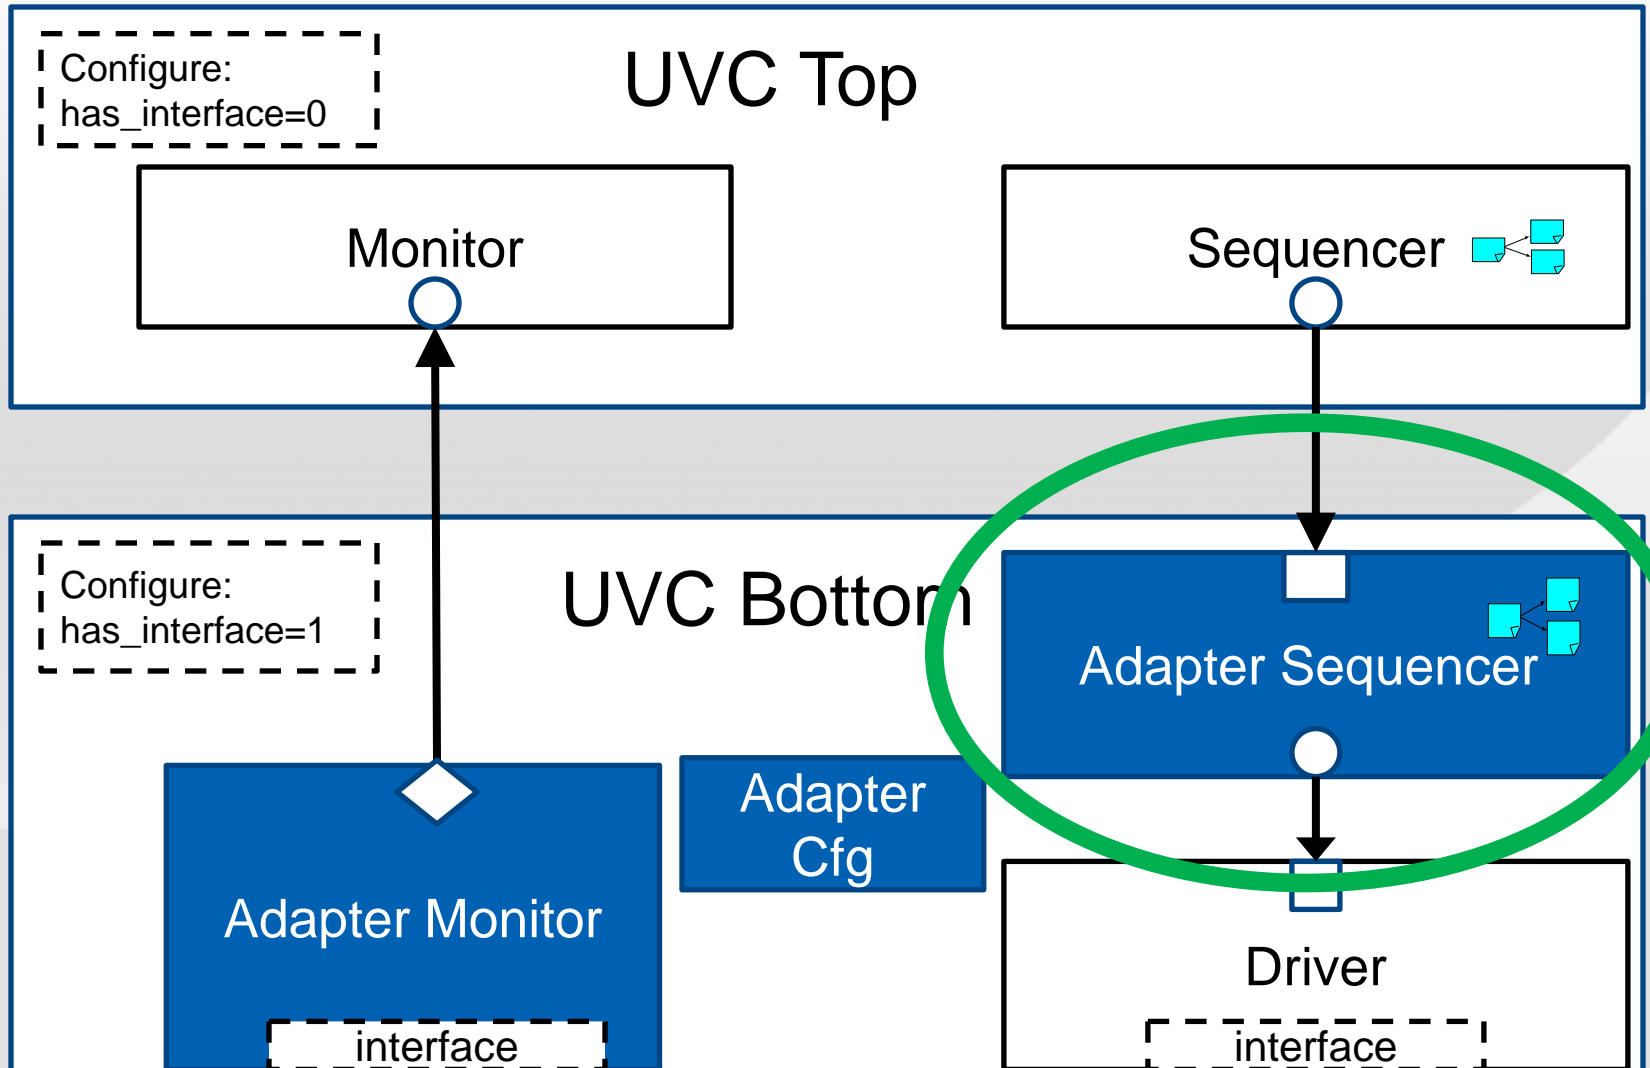 Configure:
has_interface=0
UVC Top
Monitor
Sequencer
Configure:
has_interface=1
UVC Bottom
Adapter Sequencer
Adapter
Cfg
Adapter Monitor
Driver
interface
interface